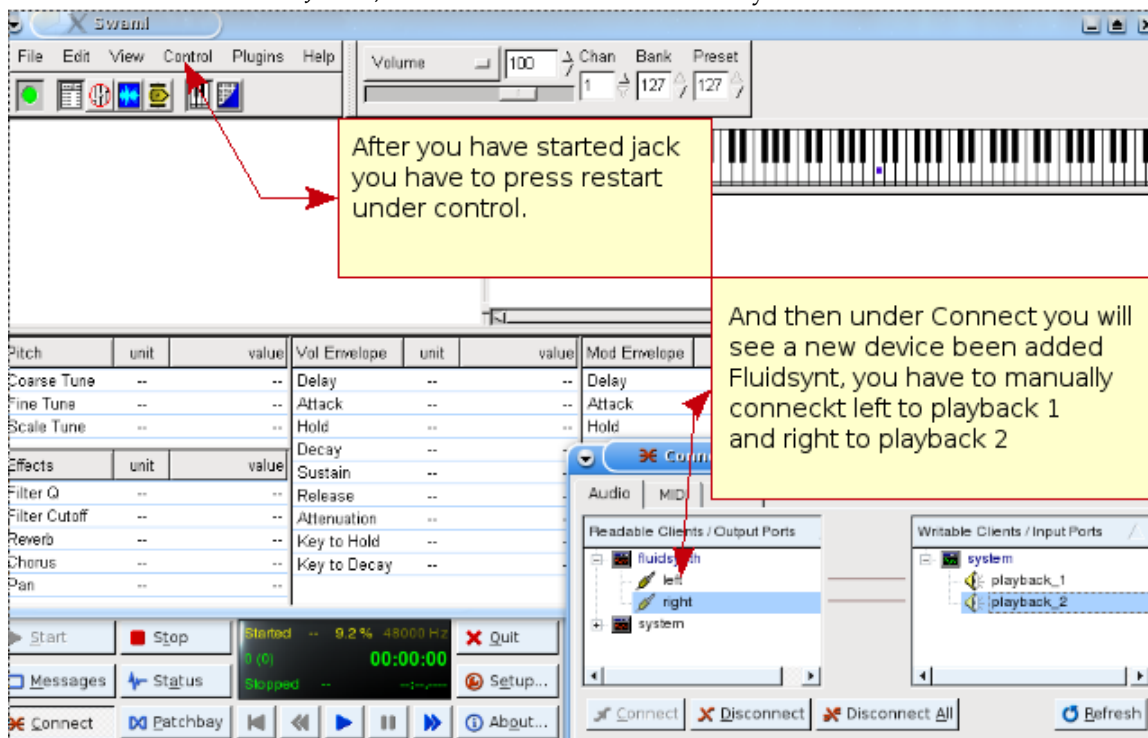 Swami
File Edit View Control Plugins Help
Volume 100
Chan Bank Preset
1 127 127
After you have started jack
you have to press restart
under control.
And then under Connect you will
see a new device been added
Fluidsynt, you have to manually
conneckt left to playback 1
and right to playback 2
Pitch unit value
Coarse Tune -- --
Fine Tune -- --
Scale Tune -- --
Effects unit value
Filter Q -- --
Filter Cutoff -- --
Reverb -- --
Chorus -- --
Pan -- --
Vol Envelope unit value
Delay -- --
Attack -- --
Hold -- --
Decay --
Sustain --
Release --
Attenuation --
Key to Hold --
Key to Decay --
Mod Envelope
Delay
Attack
Hold
Audio MIDI
Readable Clients / Output Ports
fluidsynth
left
right
system
Writable Clients / Input Ports
system
playback_1
playback_2
Connect Disconnect Disconnect All Refresh
Start Stop
Messages Status
Connect Patchbay
Started -- 9.2 % 48000 Hz
0 (0) 00:00:00
Stopped -- --:--.----
Quit
Setup...
About...